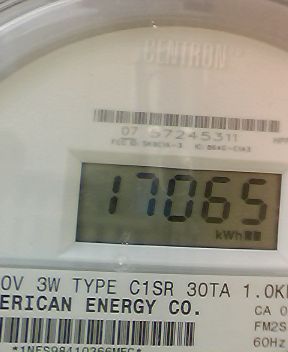 CENTRON
07 57245311
17065
kWh
0V 3W TYPE C1SR 30TA 1.0K
ERICAN ENERGY CO.
CA 0
FM2S
60Hz